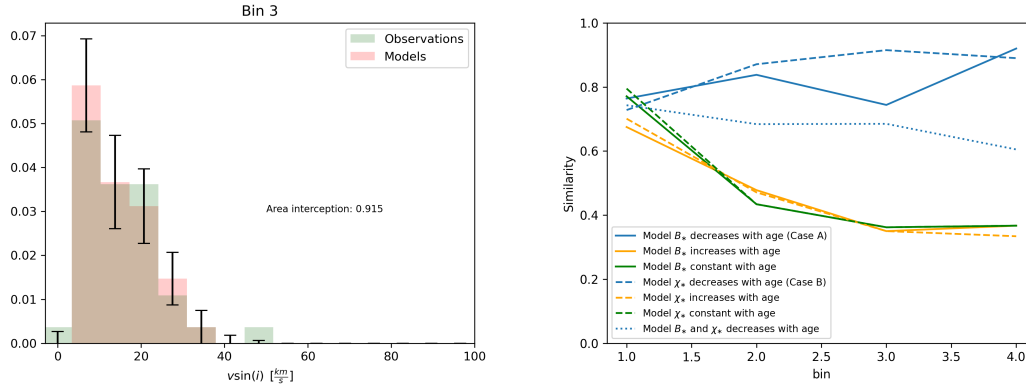 Bin 3
0.07
0.06
0.05
0.04
0.03
0.02
0.01
0.00
Observations
Models
Area interception: 0.915
0 20 40 60 80 100
v sin(i) [km/s]
1.0
0.8
0.6
0.4
0.2
0.0
Similarity
Model B* decreases with age (Case A)
Model B* increases with age
Model B* constant with age
Model χ* decreases with age (Case B)
Model χ* increases with age
Model χ* constant with age
Model B* and χ* decreases with age
1.0 1.5 2.0 2.5 3.0 3.5 4.0
bin